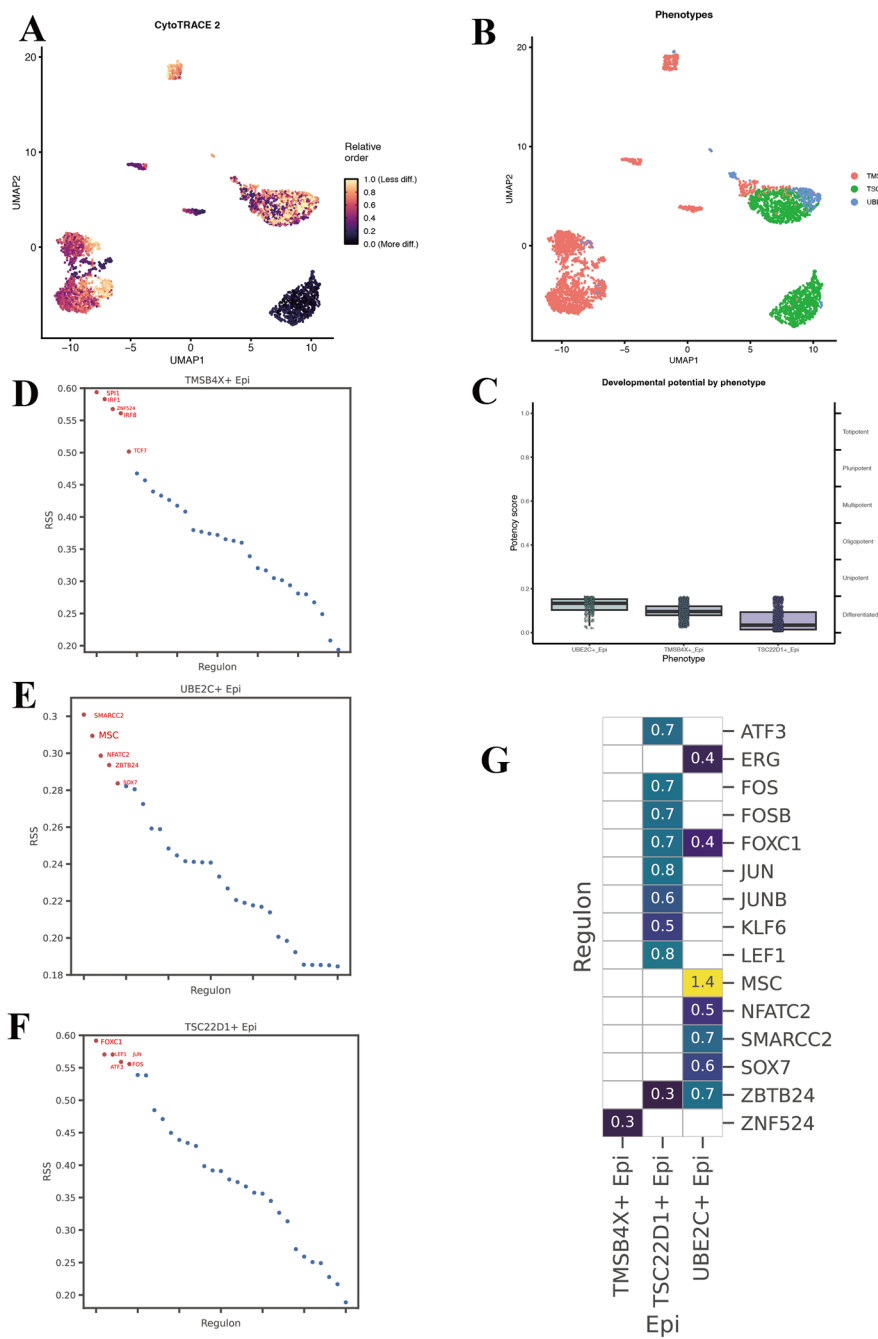 A
CytoTRACE 2
20
10
0
UMAP2
−10
−5
0
5
10
UMAP1
Relative
order
1.0 (Less diff.)
0.8
0.6
0.4
0.2
0.0 (More diff.)
B
Phenotypes
20
10
0
UMAP2
−10
−5
0
5
10
UMAP1
TMS
TSC
UBE
D
TMSB4X+ Epi
0.60
0.55
0.50
0.45
0.40
0.35
0.30
0.25
0.20
RSS
SPI1
IRF1
ZNF524
IRF8
TCF7
Regulon
C
Developmental potential by phenotype
1.0
0.8
0.6
0.4
0.2
0.0
Potency score
Totipotent
Pluripotent
Multipotent
Oligopotent
Unipotent
Differentiated
UBE2C+_Epi
TMSB4X+_Epi
TSC22D1+_Epi
Phenotype
E
UBE2C+ Epi
0.3
0.3
0.28
0.26
0.24
0.22
0.20
0.18
RSS
SMARCC2
MSC
NFATC2
ZBTB24
SOX7
Regulon
F
TSC22D1+ Epi
0.60
0.55
0.50
0.45
0.40
0.35
0.30
0.25
0.20
RSS
FOXC1
LEF1 JUN
ATF3 FOS
Regulon
G
Regulon
0.7 ATF3
0.4 ERG
0.7 FOS
0.7 FOSB
0.7 0.4 FOXC1
0.8 JUN
0.6 JUNB
0.5 KLF6
0.8 LEF1
1.4 MSC
0.5 NFATC2
0.7 SMARCC2
0.6 SOX7
0.3 0.7 ZBTB24
0.3 ZNF524
TMSB4X+ Epi
TSC22D1+ Epi
UBE2C+ Epi
Epi